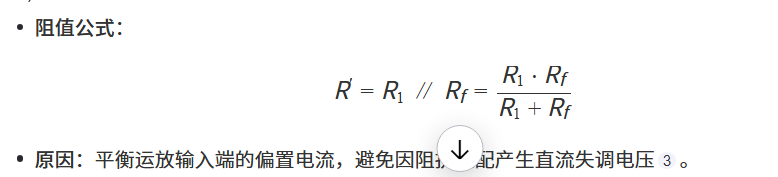 • 阻值公式：
R' = R₁ // R_f = \frac{R₁ · R_f}{R₁ + R_f}
• 原因：平衡运放输入端的偏置电流，避免因阻 配产生直流失调电压 3 。